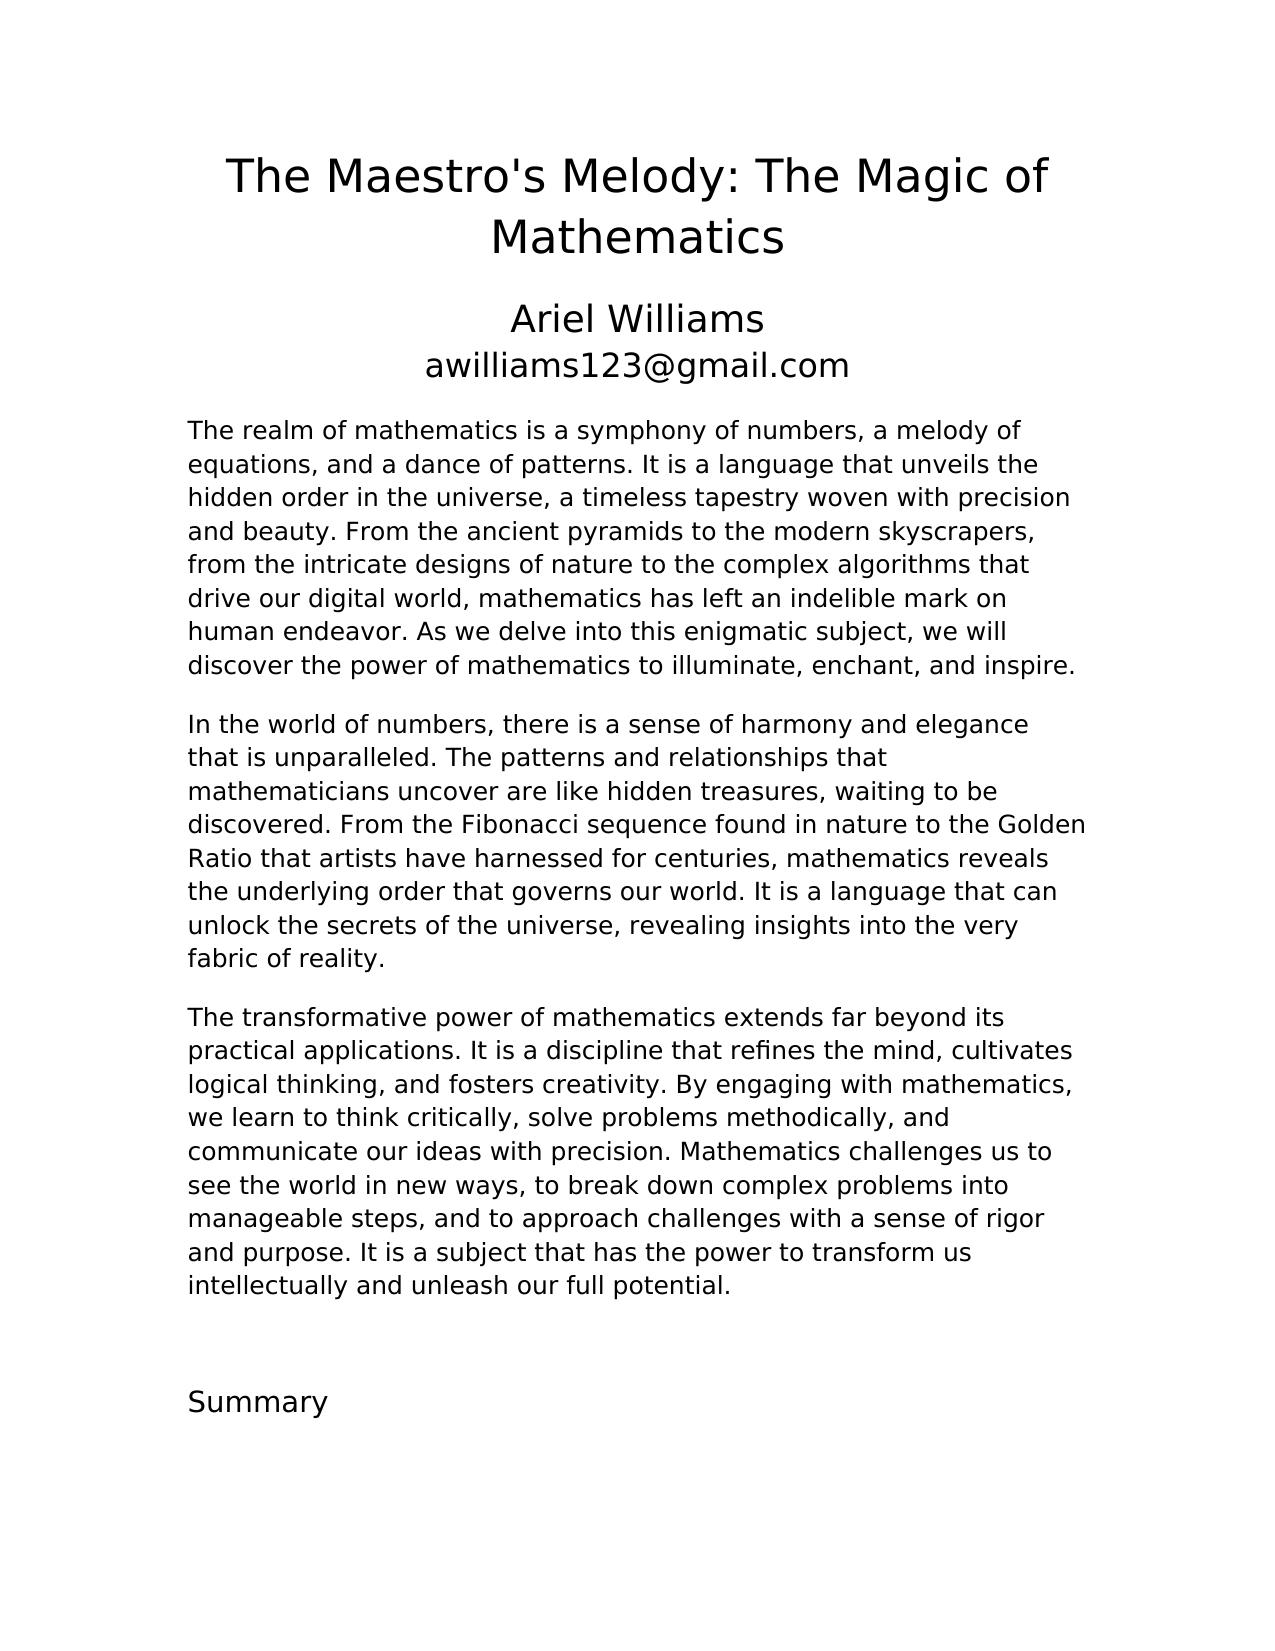 The Maestro's Melody: The Magic of
Mathematics
Ariel Williams
awilliams123@gmail.com
The realm of mathematics is a symphony of numbers, a melody of
equations, and a dance of patterns. It is a language that unveils the
hidden order in the universe, a timeless tapestry woven with precision
and beauty. From the ancient pyramids to the modern skyscrapers,
from the intricate designs of nature to the complex algorithms that
drive our digital world, mathematics has left an indelible mark on
human endeavor. As we delve into this enigmatic subject, we will
discover the power of mathematics to illuminate, enchant, and inspire.
In the world of numbers, there is a sense of harmony and elegance
that is unparalleled. The patterns and relationships that
mathematicians uncover are like hidden treasures, waiting to be
discovered. From the Fibonacci sequence found in nature to the Golden
Ratio that artists have harnessed for centuries, mathematics reveals
the underlying order that governs our world. It is a language that can
unlock the secrets of the universe, revealing insights into the very
fabric of reality.
The transformative power of mathematics extends far beyond its
practical applications. It is a discipline that refines the mind, cultivates
logical thinking, and fosters creativity. By engaging with mathematics,
we learn to think critically, solve problems methodically, and
communicate our ideas with precision. Mathematics challenges us to
see the world in new ways, to break down complex problems into
manageable steps, and to approach challenges with a sense of rigor
and purpose. It is a subject that has the power to transform us
intellectually and unleash our full potential.
Summary